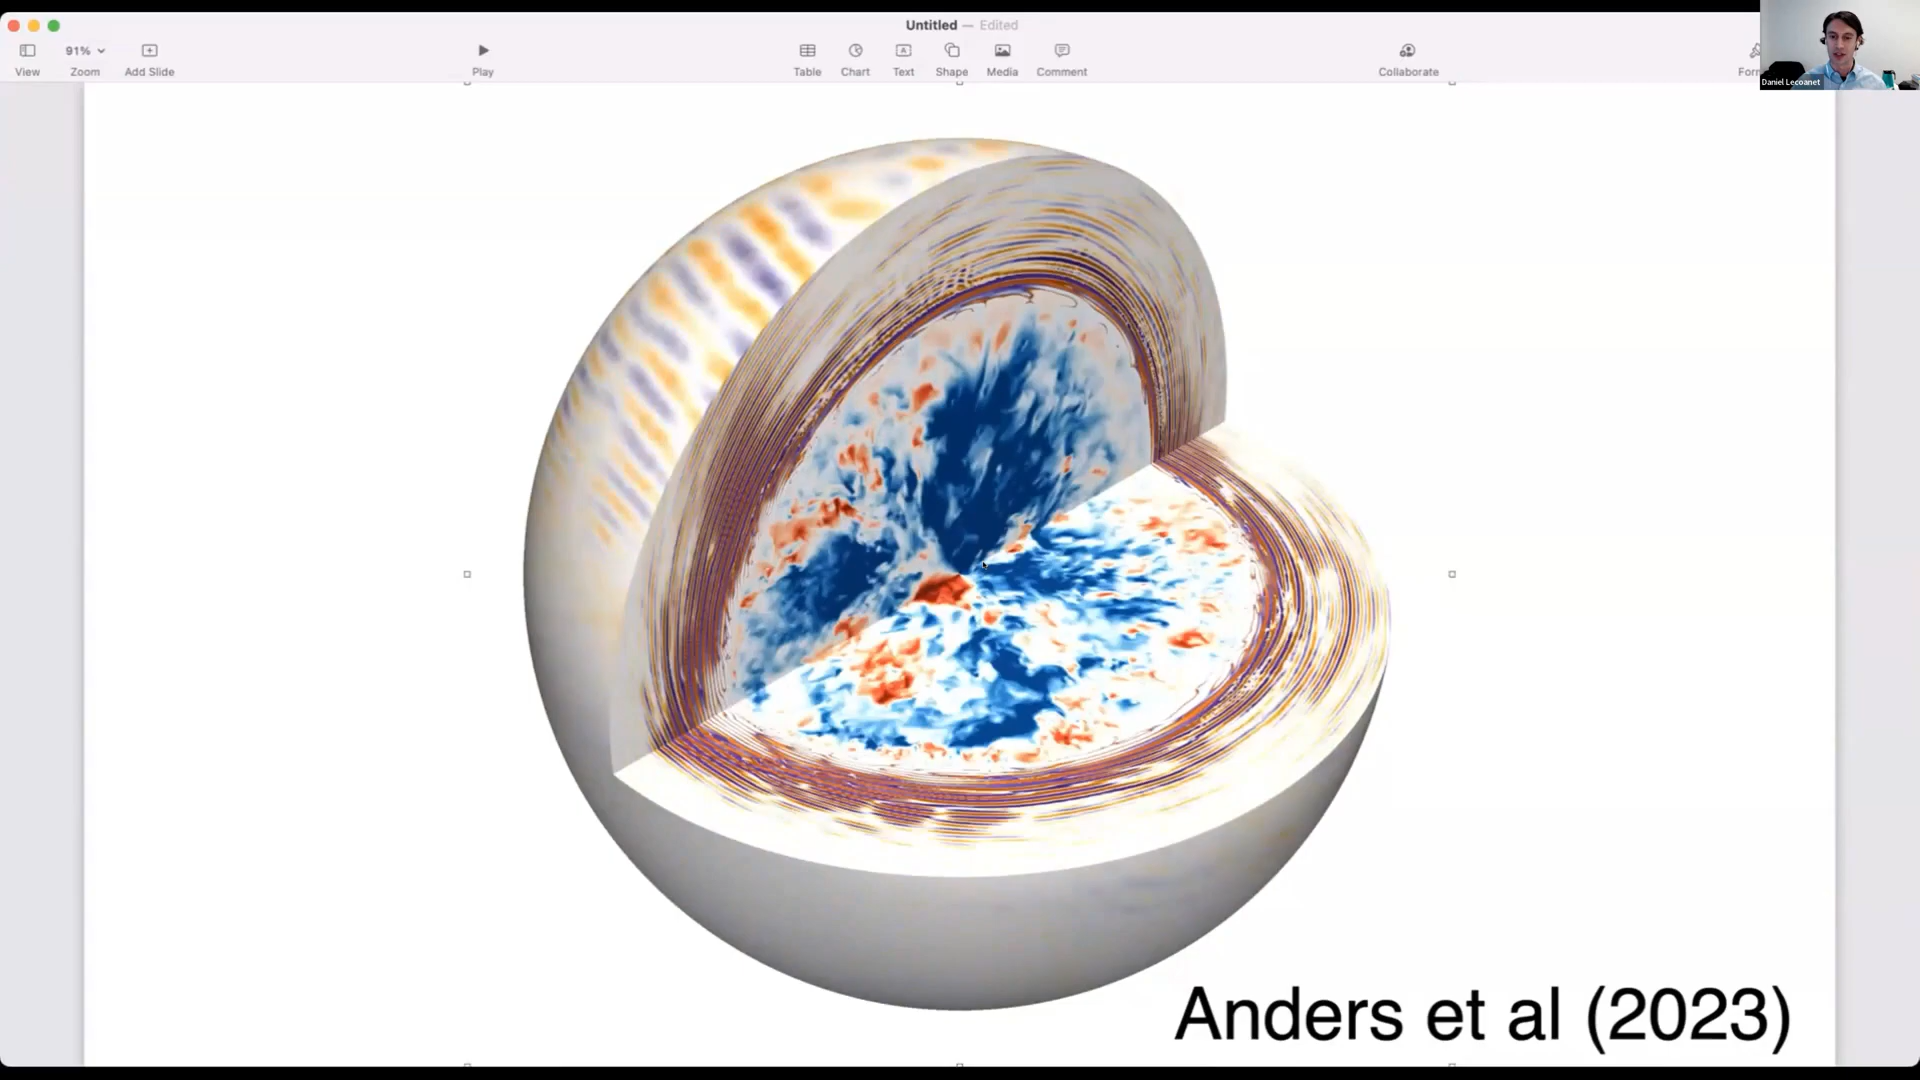 Untitled — Edited
91%
View Zoom Add Slide Play Table Chart Text Shape Media Comment Collaborate
Daniel Lecoanet
Anders et al (2023)